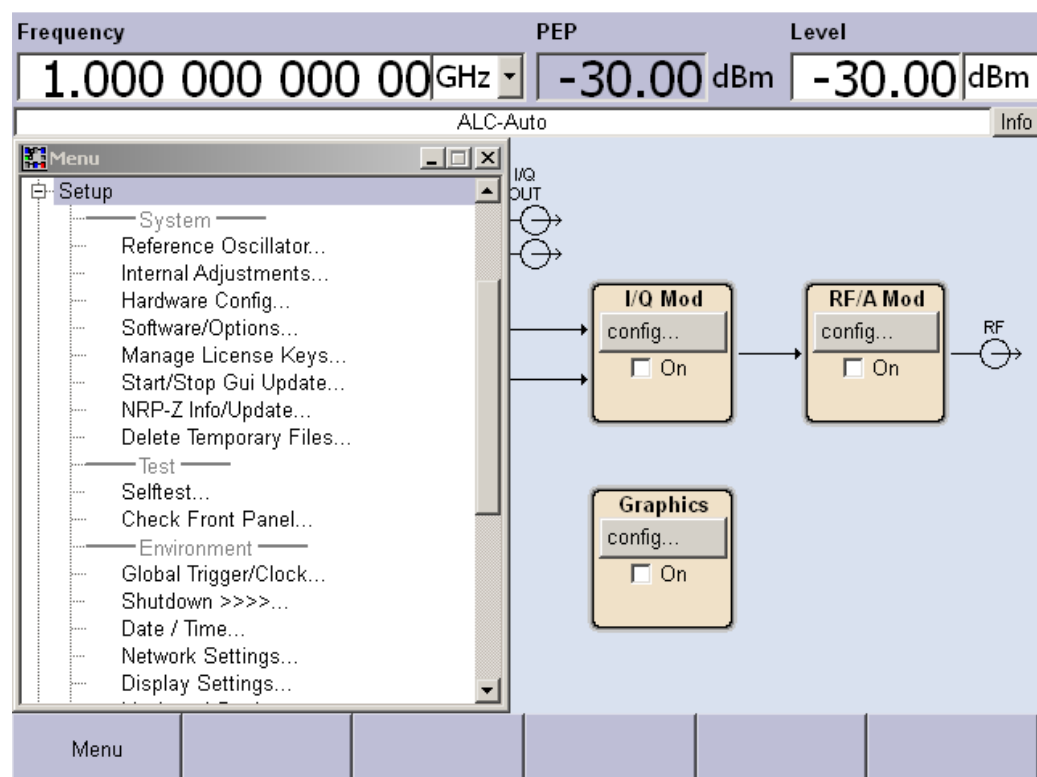 Frequency PEP Level
1.000 000 000 00 GHz -30.00 dBm -30.00 dBm
ALC-Auto Info
Menu
I/Q
OUT
Setup
System
Reference Oscillator...
Internal Adjustments...
Hardware Config...
Software/Options...
Manage License Keys...
Start/Stop Gui Update...
NRP-Z Info/Update...
Delete Temporary Files...
Test
Selftest...
Check Front Panel...
Environment
Global Trigger/Clock...
Shutdown >>>>...
Date / Time...
Network Settings...
Display Settings...
I/Q Mod
config...
On
RF/A Mod
config...
On
RF
Graphics
config...
On
Menu